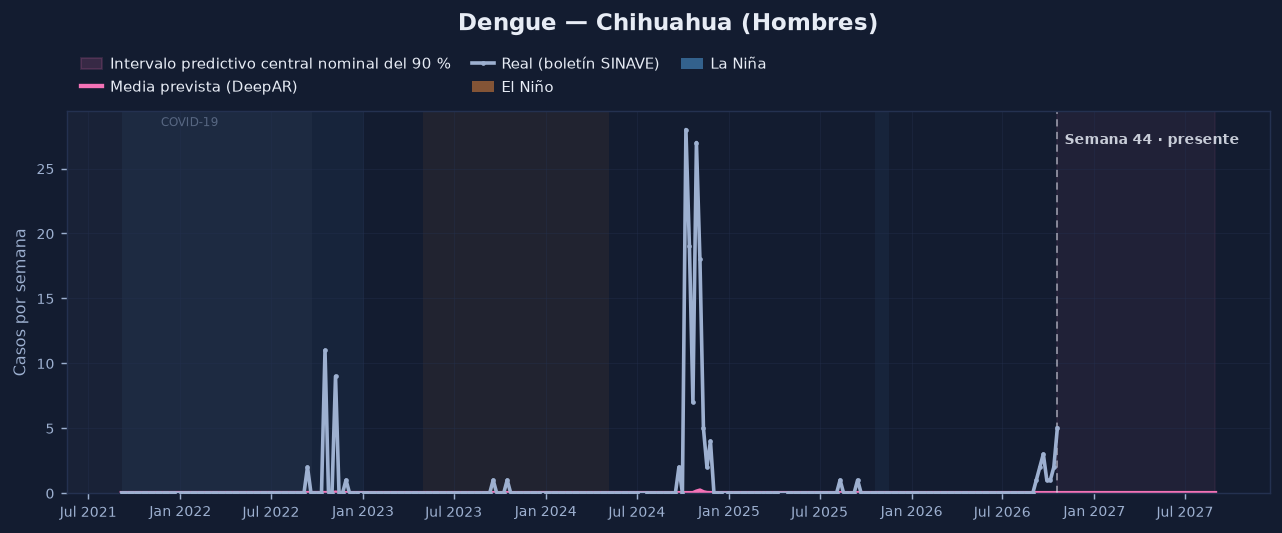 Dengue — Chihuahua (Hombres)
Intervalo predictivo central nominal del 90 %
Real (boletín SINAVE)
La Niña
Media prevista (DeepAR)
El Niño
COVID-19
Semana 44 · presente
Casos por semana
25
20
15
10
5
0
Jul 2021
Jan 2022
Jul 2022
Jan 2023
Jul 2023
Jan 2024
Jul 2024
Jan 2025
Jul 2025
Jan 2026
Jul 2026
Jan 2027
Jul 2027